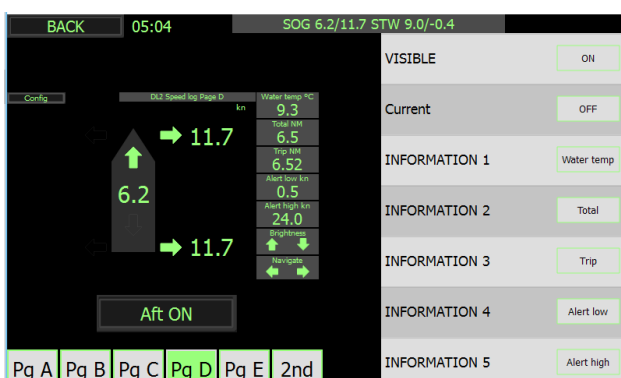 BACK 05:04 SOG 6.2/11.7 STW 9.0/-0.4
Config
DL2 Speed log Page D
kn
11.7
6.2
11.7
Water temp ºC
9.3
Total NM
6.5
Trip NM
6.52
Alert low kn
0.5
Alert high kn
24.0
Brightness
Navigate
Aft ON
Pg A Pg B Pg C Pg D Pg E 2nd
VISIBLE ON
Current OFF
INFORMATION 1 Water temp
INFORMATION 2 Total
INFORMATION 3 Trip
INFORMATION 4 Alert low
INFORMATION 5 Alert high